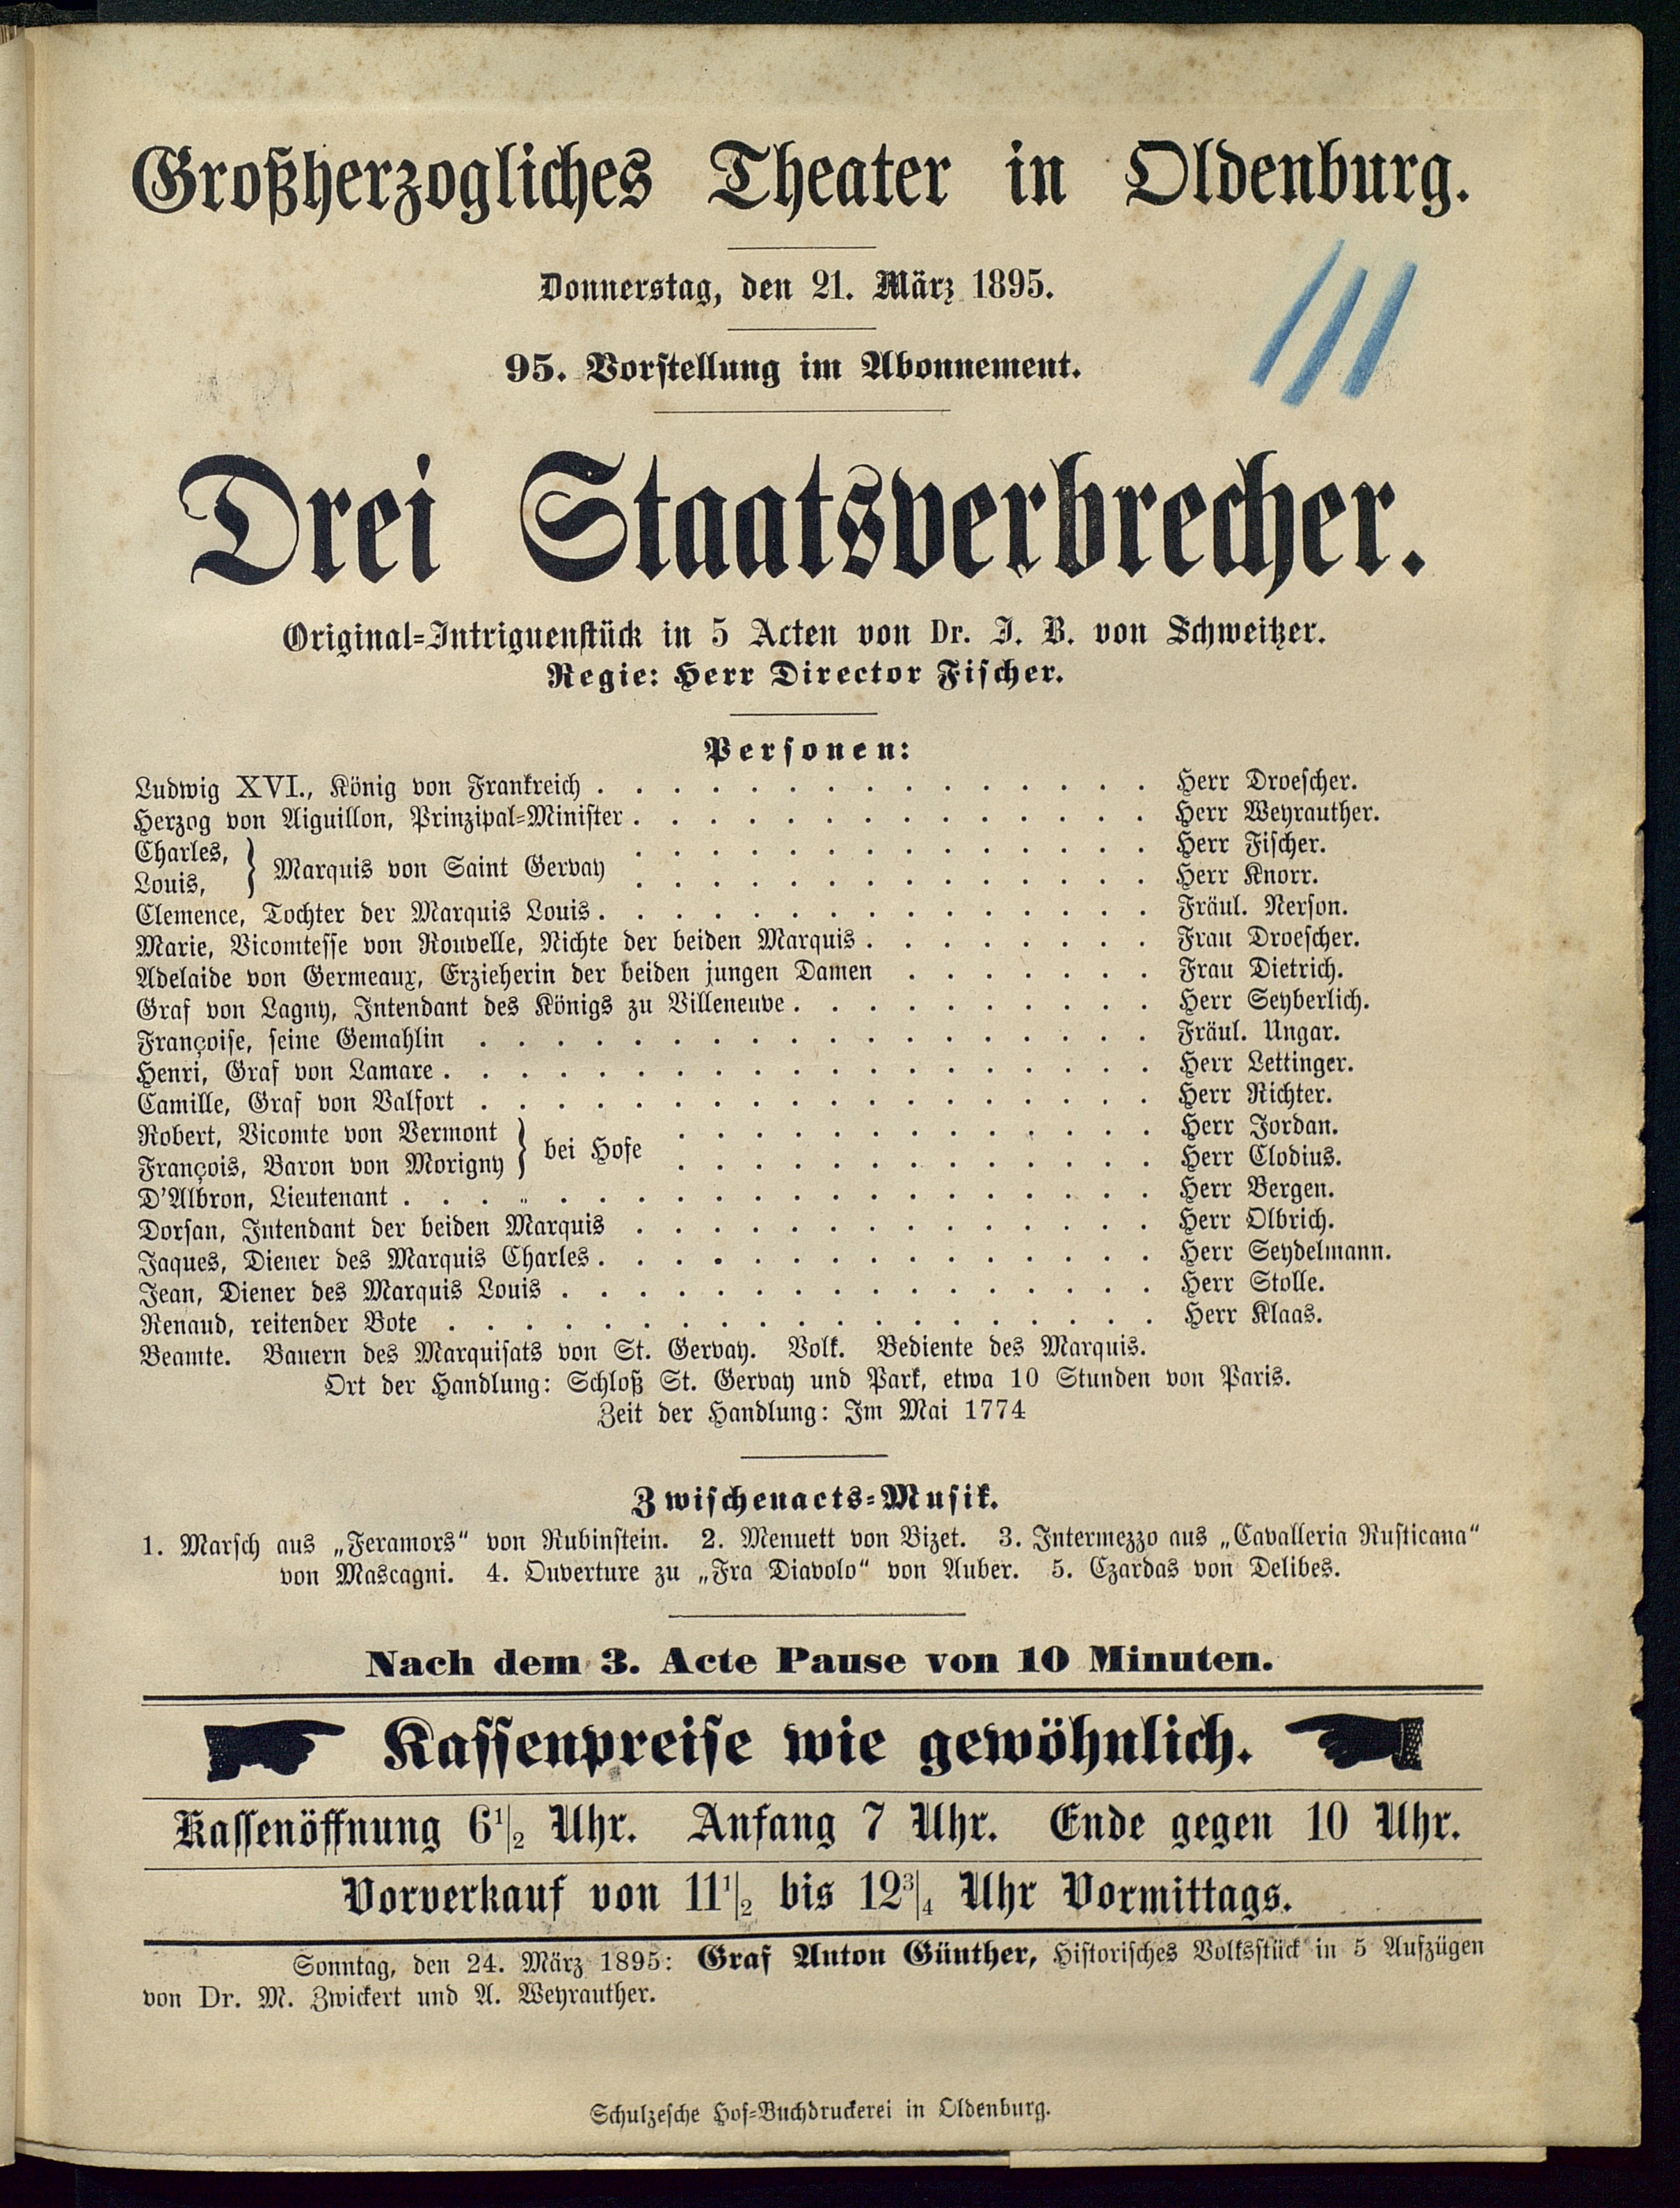 Großherzogliches Theater in Oldenburg.
Donnerstag, den 21. März 1895.
111
95. Vorstellung im Abonnement.
Drei Staatsverbrecher.
Original-Intriguenstück in 5 Acten von Dr. J. B. von Schweitzer.
Regie: Herr Director Fischer.
Personen:
Ludwig XVI., König von Frankreich . . . . . . . . . . . . . . . Herr Droescher.
Herzog von Aiguillon, Prinzipal-Minister . . . . . . . . . . . . . . Herr Weyrauther.
Charles, . . . . . . . . . . . . . . Herr Fischer.
} Marquis von Saint Gervay
Louis, . . . . . . . . . . . . . . Herr Knorr.
Clemence, Tochter der Marquis Louis . . . . . . . . . . . . . . . Fräul. Nerson.
Marie, Vicomtesse von Rouvelle, Nichte der beiden Marquis . . . . . . . . Frau Droescher.
Adelaide von Germeaux, Erzieherin der beiden jungen Damen . . . . . . . Frau Dietrich.
Graf von Lagny, Intendant des Königs zu Villeneuve . . . . . . . . . . Herr Seyberlich.
Françoise, seine Gemahlin . . . . . . . . . . . . . . . . . . Fräul. Ungar.
Henri, Graf von Lamare . . . . . . . . . . . . . . . . . . . Herr Lettinger.
Camille, Graf von Valfort . . . . . . . . . . . . . . . . . . Herr Richter.
Robert, Vicomte von Vermont . . . . . . . . . . . . . Herr Jordan.
} bei Hofe
François, Baron von Morigny . . . . . . . . . . . . . Herr Clodius.
D'Albron, Lieutenant . . . . . . . . . . . . . . . . . . . . Herr Bergen.
Dorsan, Intendant der beiden Marquis . . . . . . . . . . . . . . Herr Olbrich.
Jaques, Diener des Marquis Charles . . . . . . . . . . . . . . . Herr Seydelmann.
Jean, Diener des Marquis Louis . . . . . . . . . . . . . . . . Herr Stolle.
Renaud, reitender Bote . . . . . . . . . . . . . . . . . . . Herr Klaas.
Beamte. Bauern des Marquisats von St. Gervay. Volk. Bediente des Marquis.
Ort der Handlung: Schloß St. Gervay und Park, etwa 10 Stunden von Paris.
Zeit der Handlung: Im Mai 1774
Zwischenacts-Musik.
1. Marsch aus „Feramors“ von Rubinstein. 2. Menuett von Bizet. 3. Intermezzo aus „Cavalleria Rusticana“
von Mascagni. 4. Ouverture zu „Fra Diavolo“ von Auber. 5. Czardas von Delibes.
Nach dem 3. Acte Pause von 10 Minuten.
Kassenpreise wie gewöhnlich.
Kassenöffnung 6 1/2 Uhr. Anfang 7 Uhr. Ende gegen 10 Uhr.
Vorverkauf von 11 1/2 bis 12 3/4 Uhr Vormittags.
Sonntag, den 24. März 1895: Graf Anton Günther, Historisches Volksstück in 5 Aufzügen
von Dr. M. Zwickert und A. Weyrauther.
Schulzesche Hof-Buchdruckerei in Oldenburg.